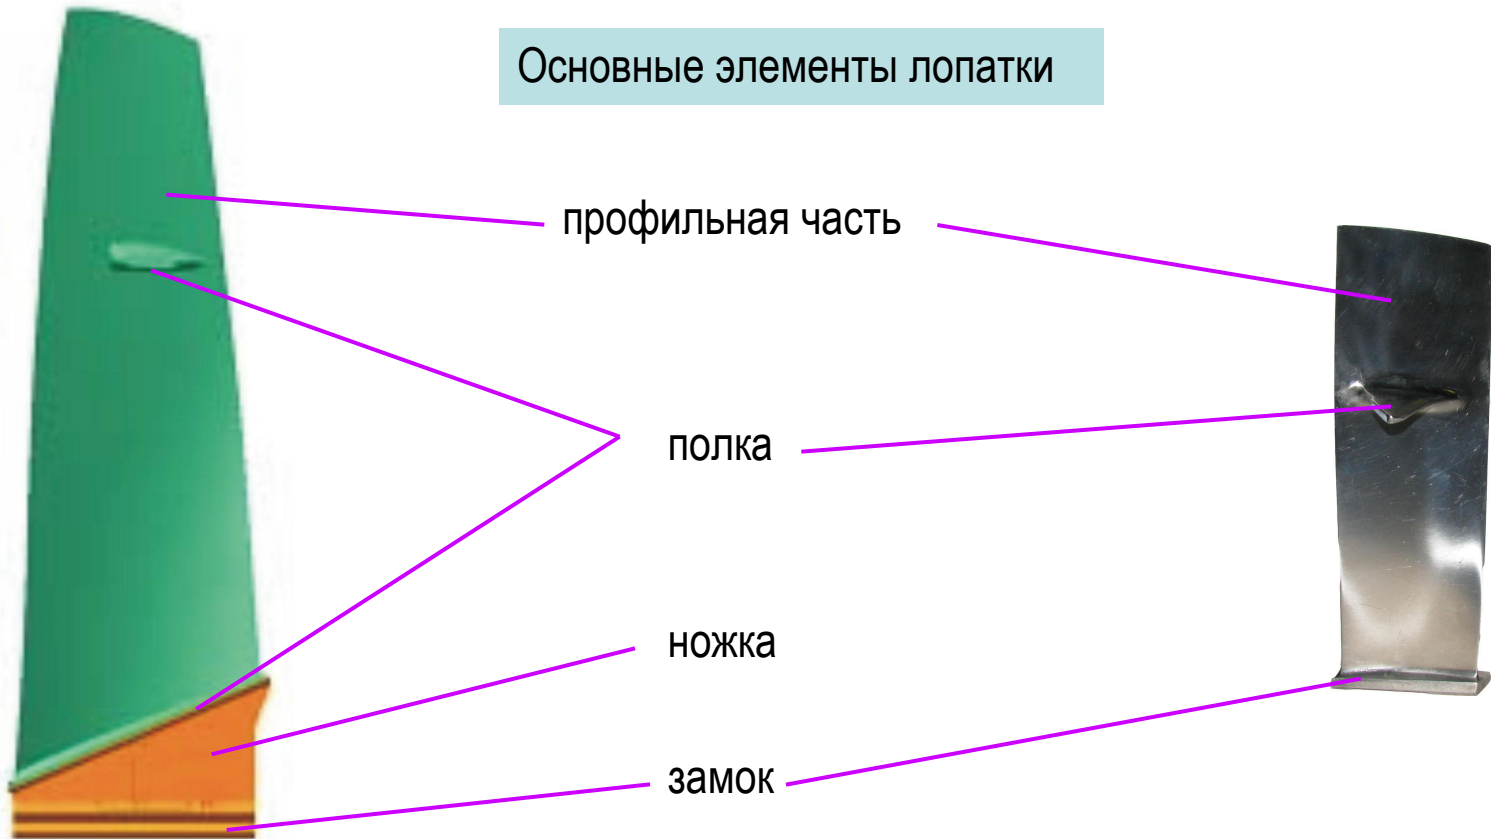 Основные элементы лопатки
профильная часть
полка
ножка
замок